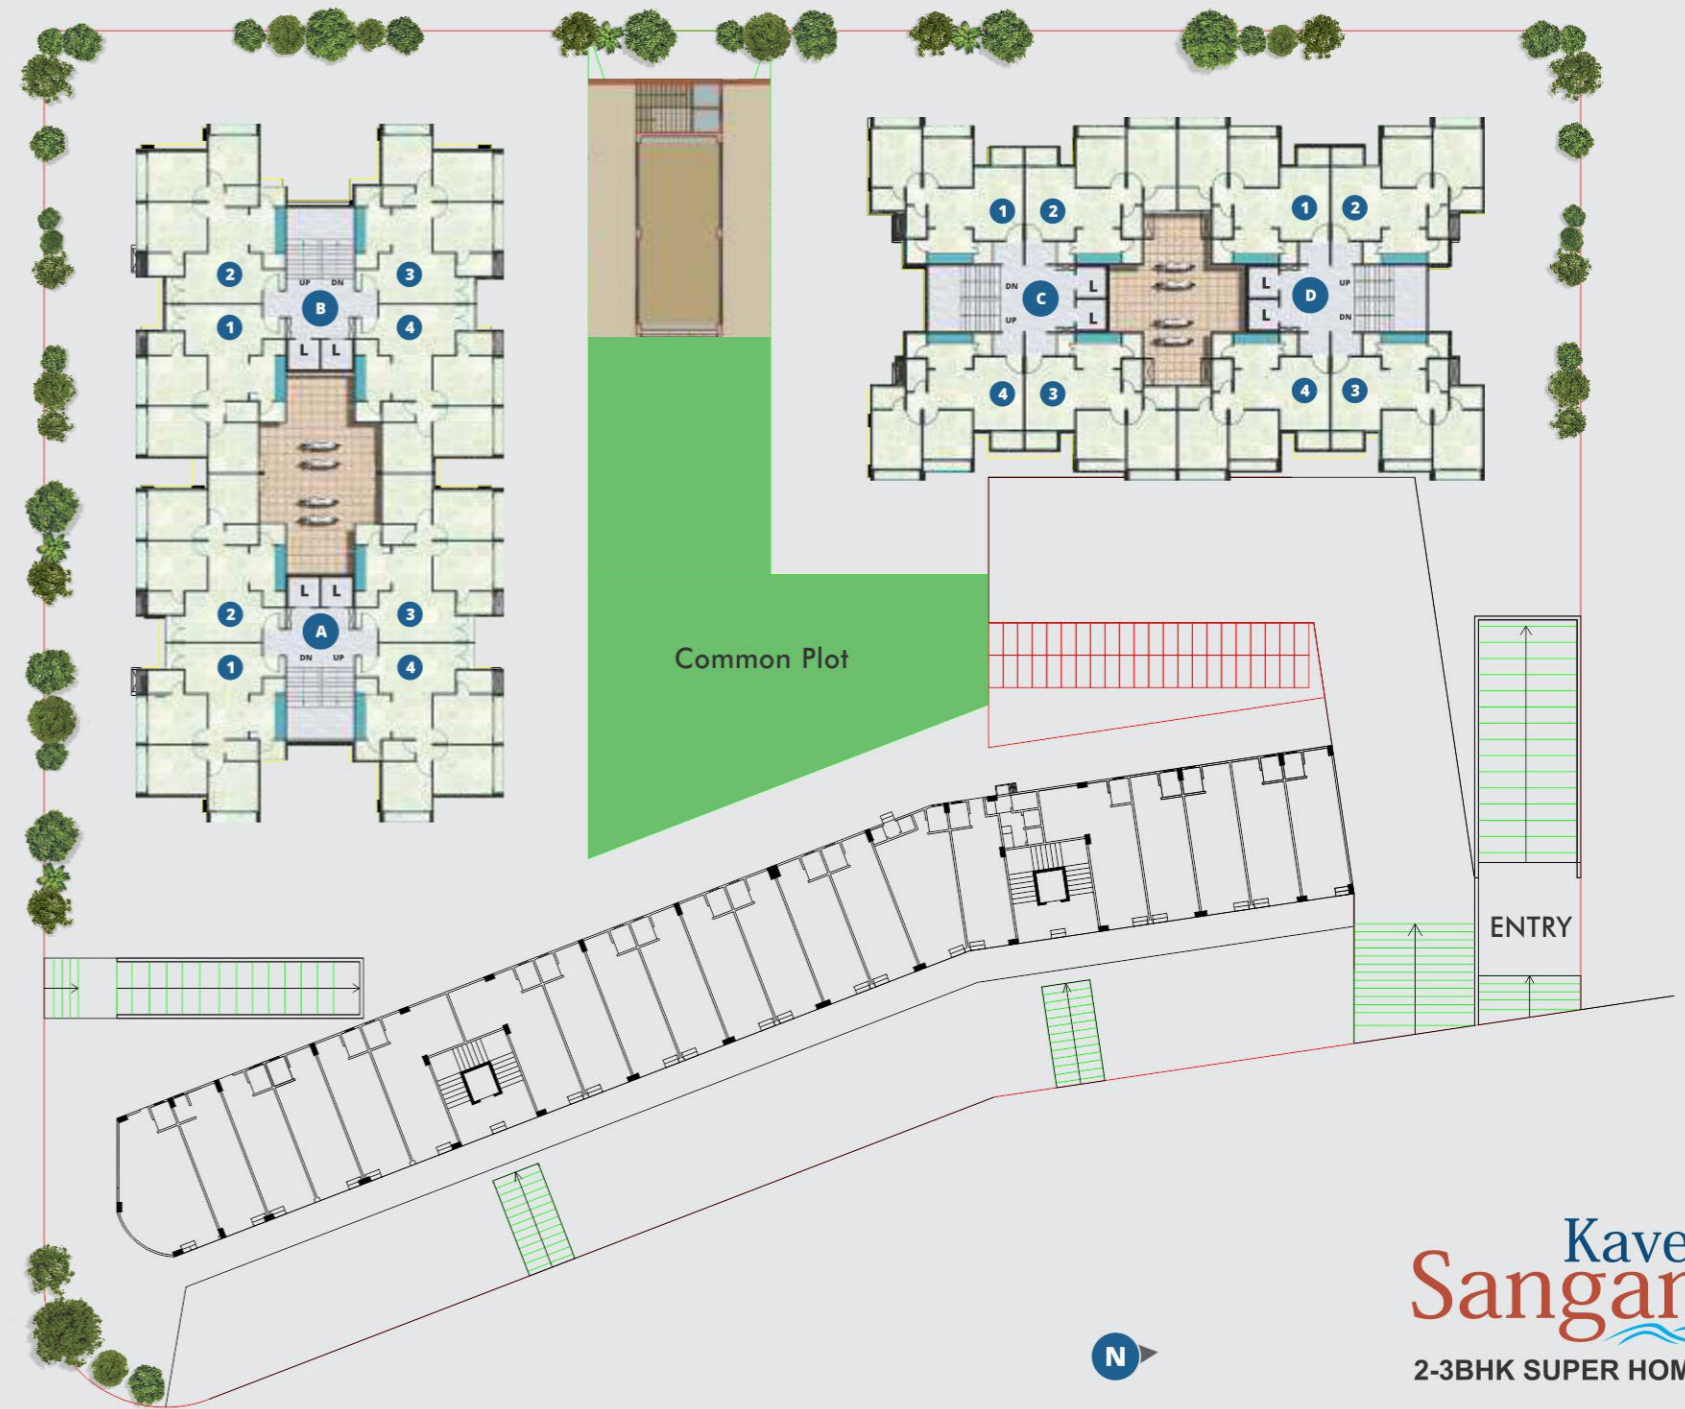 1 2 1 2
2 3
UP DN
B
L L
1 4
DN C L L D UP
UP L L DN
4 3 4 3
L L
2 3
A
DN UP
1 4
Common Plot
ENTRY
N
Kave
Sangar
2-3BHK SUPER HOM